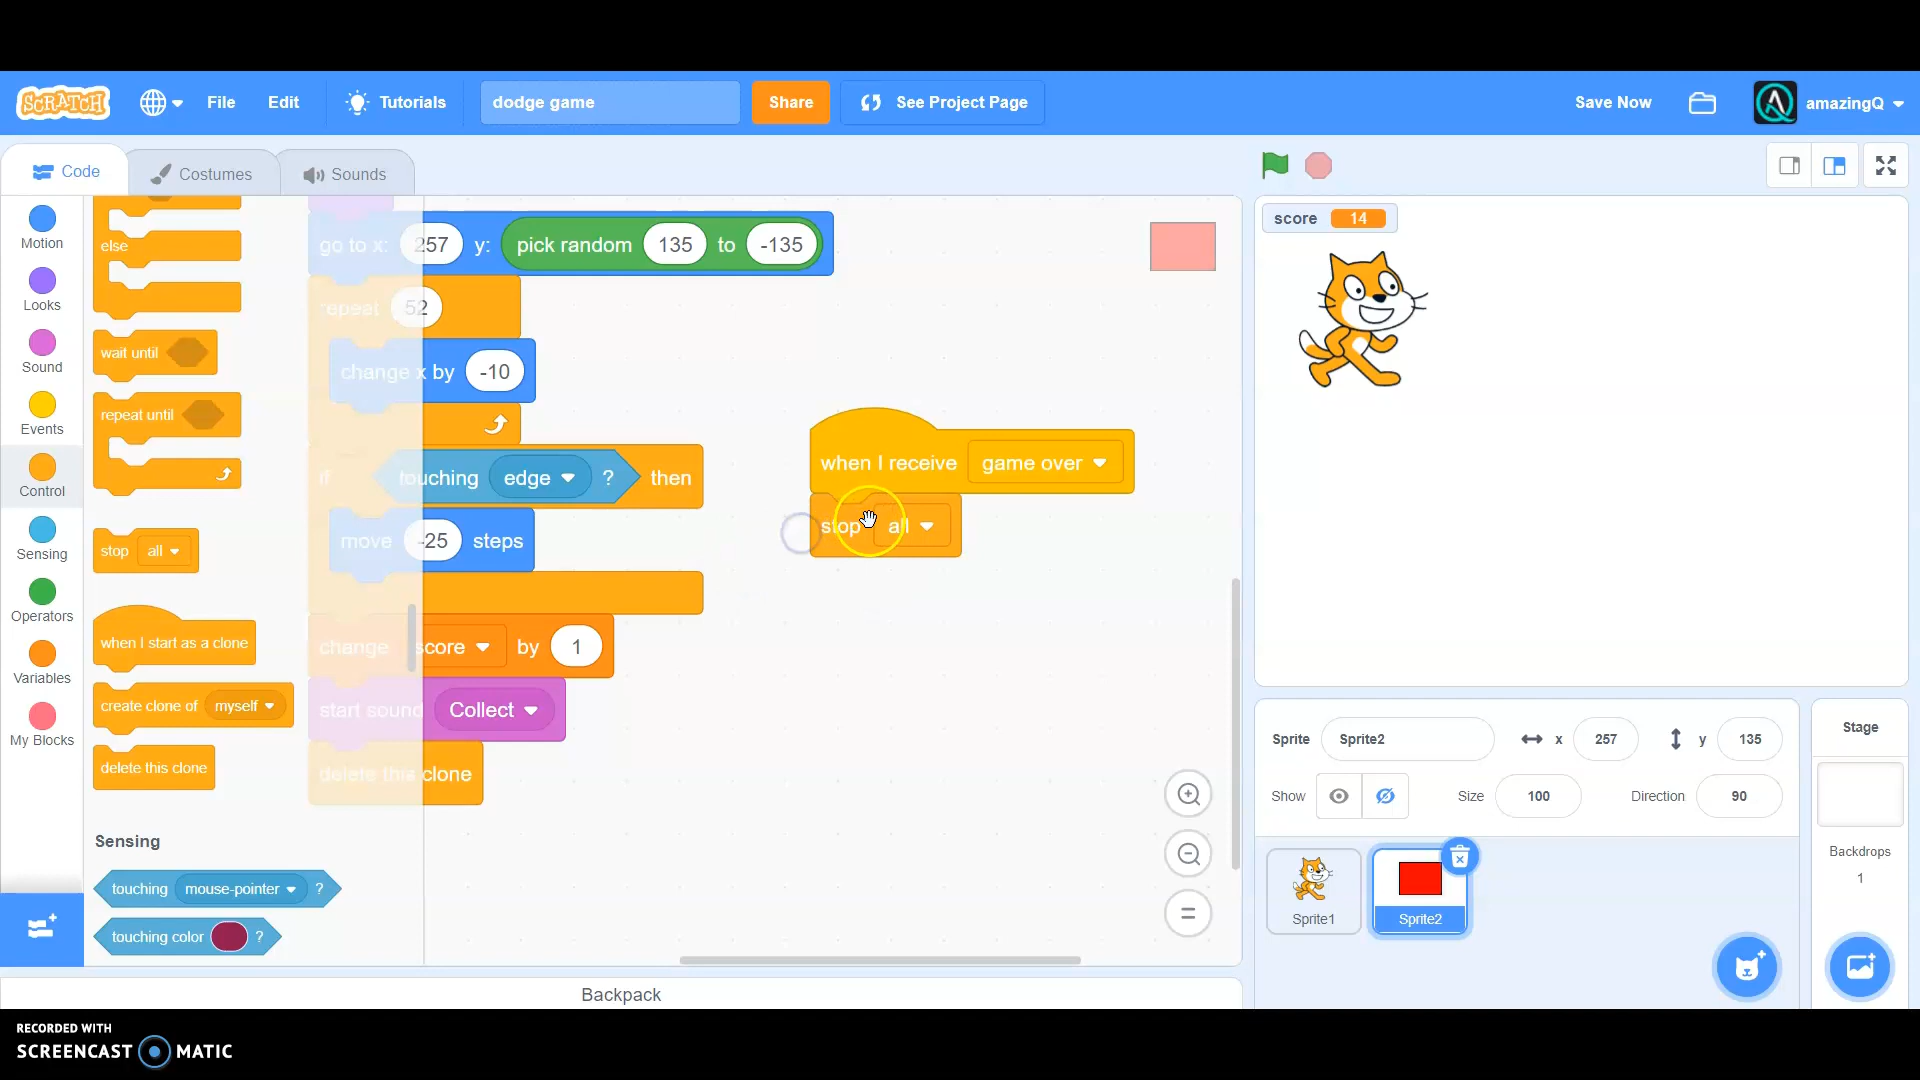 SCRATCH
File
Edit
Tutorials
dodge game
Share
See Project Page
Save Now
amazingQ
Code
Costumes
Sounds
Motion
Looks
Sound
Events
Control
Sensing
Operators
Variables
My Blocks
else
wait until
repeat until
stop all
when I start as a clone
create clone of myself
delete this clone
Sensing
touching mouse-pointer ?
touching color ?
go to x: 257 y: pick random 135 to -135
repeat 52
change x by -10
if touching edge ? then
move -25 steps
change score by 1
start sound Collect
delete this clone
when I receive game over
stop all
Backpack
score 14
Sprite Sprite2 x 257 y 135
Show Size 100 Direction 90
Sprite1
Sprite2
Stage
Backdrops
1
RECORDED WITH
SCREENCAST MATIC